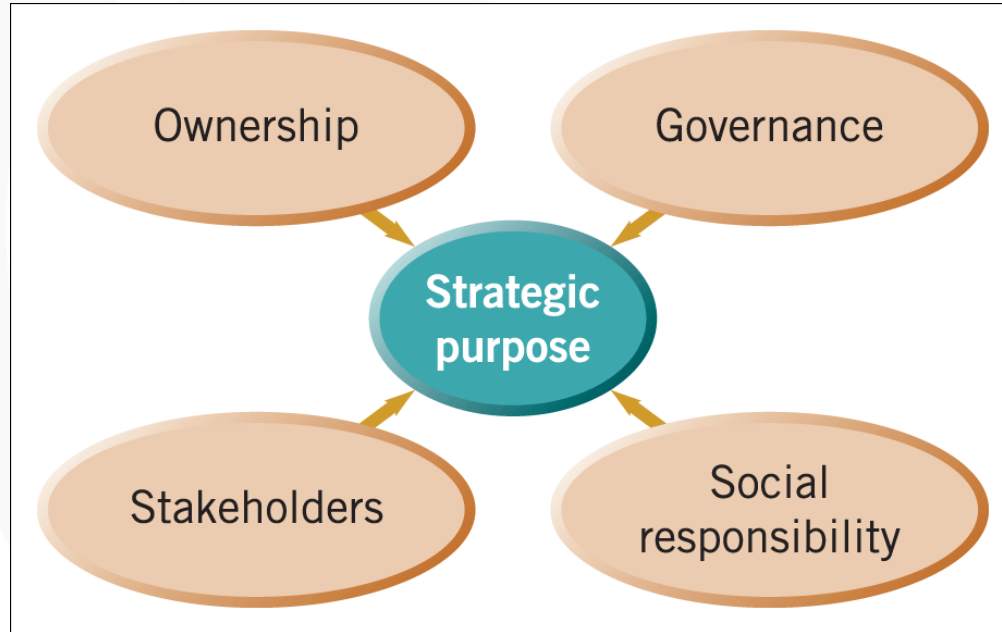 Ownership
Governance
Strategic
purpose
Stakeholders
Social
responsibility